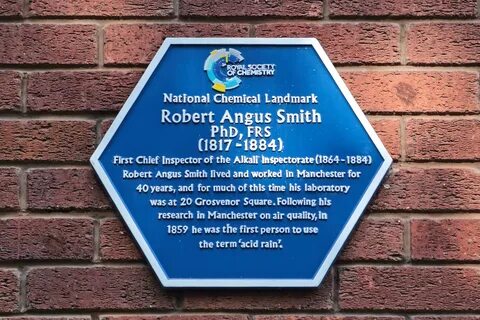 ROYAL SOCIETY
OF CHEMISTRY
National Chemical Landmark
Robert Angus Smith
PhD, FRS
(1817-1884)
First Chief Inspector of the Alkali Inspectorate (1864-1884)
Robert Angus Smith lived and worked in Manchester for
40 years, and for much of this time his laboratory
was at 20 Grosvenor Square. Following his
research in Manchester on air quality, in
1859 he was the first person to use
the term 'acid rain'.